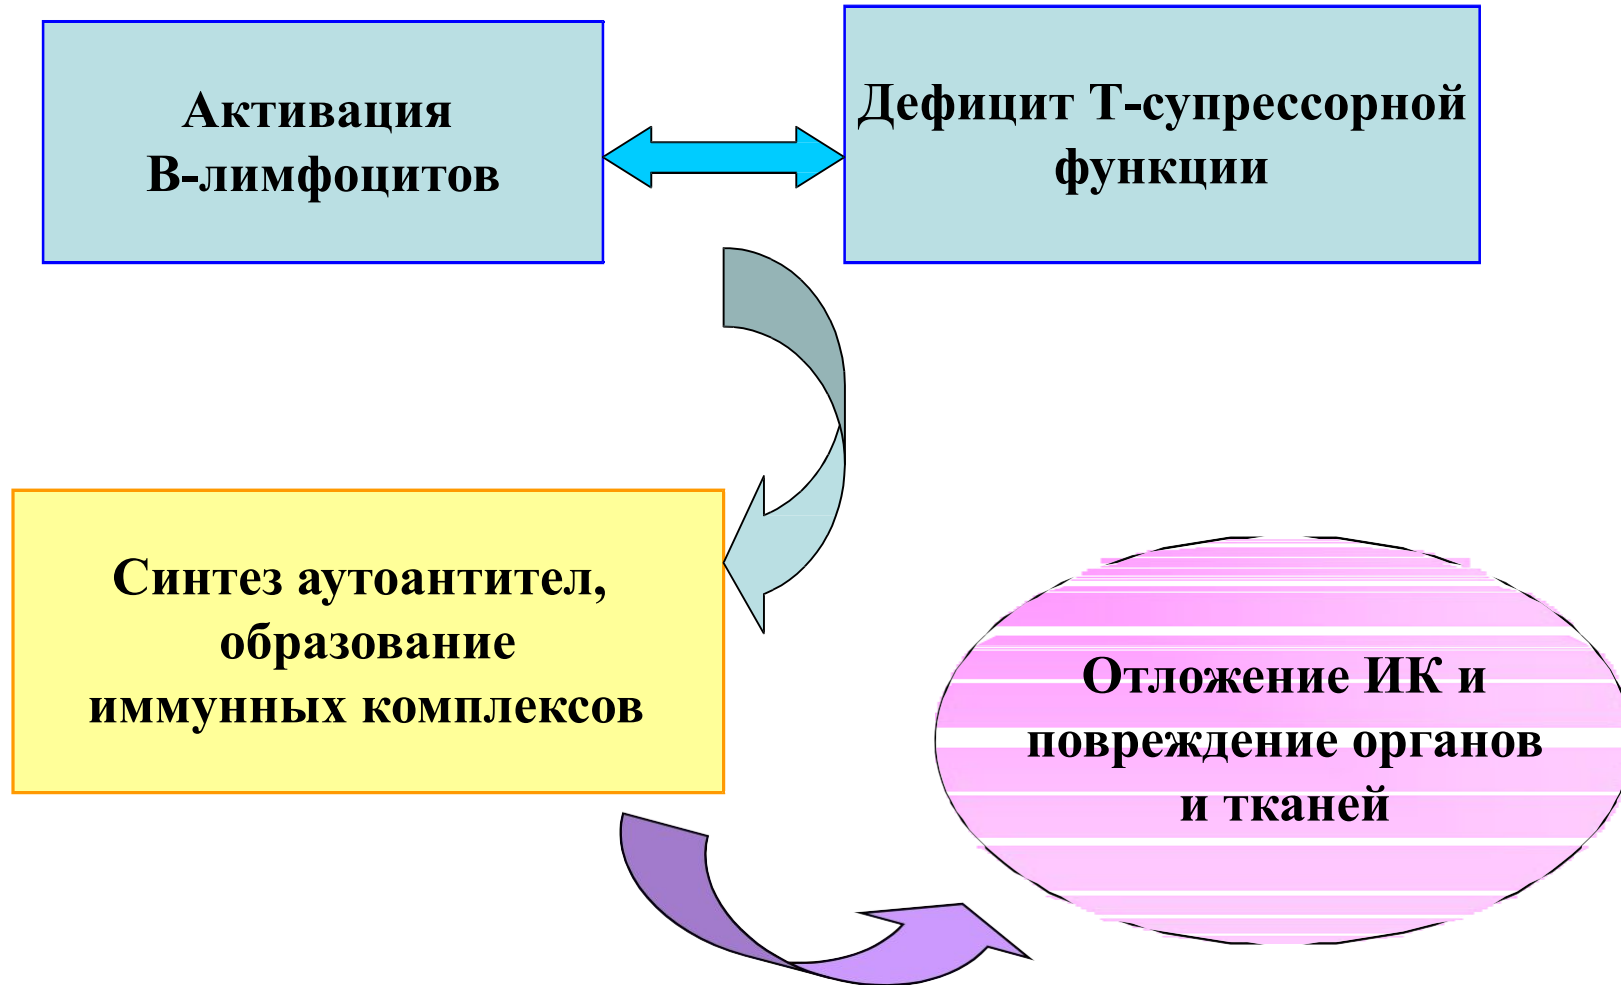 Активация
В-лимфоцитов
Дефицит Т-супрессорной
функции
Синтез аутоантител,
образование
иммунных комплексов
Отложение ИК и
повреждение органов
и тканей